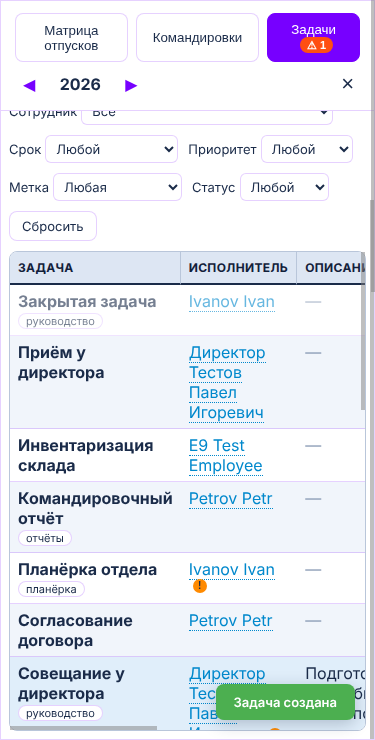 Матрица
отпусков
Командировки
Задачи
⚠ 1
◀ 2026 ▶ ×
Сотрудник Все
Срок Любой Приоритет Любой
Метка Любая Статус Любой
Сбросить
ЗАДАЧА ИСПОЛНИТЕЛЬ
Закрытая задача Ivanov Ivan —
руководство
Приём у Директор —
директора Тестов
Павел
Игоревич
Инвентаризация E9 Test —
склада Employee
Командировочный Petrov Petr —
отчёт
отчёты
Планёрка отдела Ivanov Ivan —
планёрка !
Согласование Petrov Petr —
договора
Совещание у Директор
директора
руководство
Задача создана